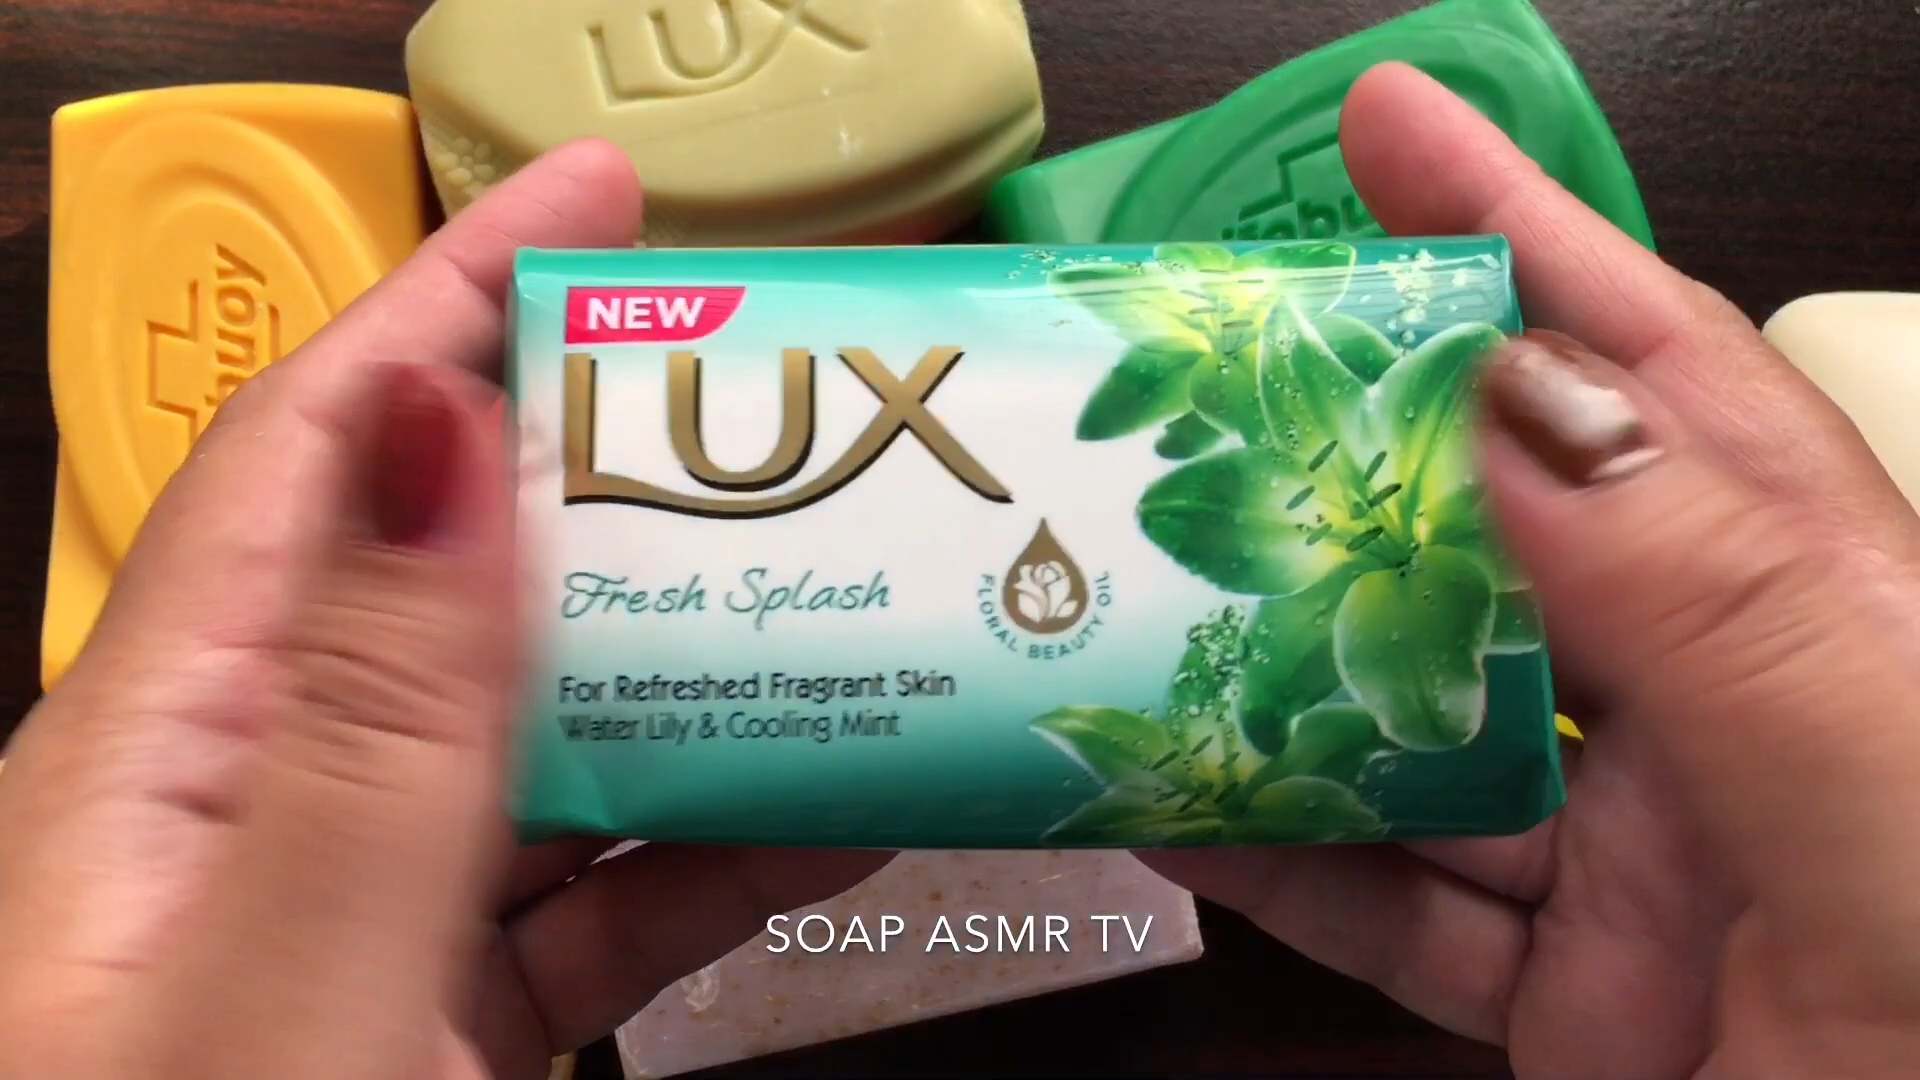 LUX
NEW
LUX
Fresh Splash
FLORAL BEAUTY OIL
For Refreshed Fragrant Skin
Water Lily & Cooling Mint
SOAP ASMR TV